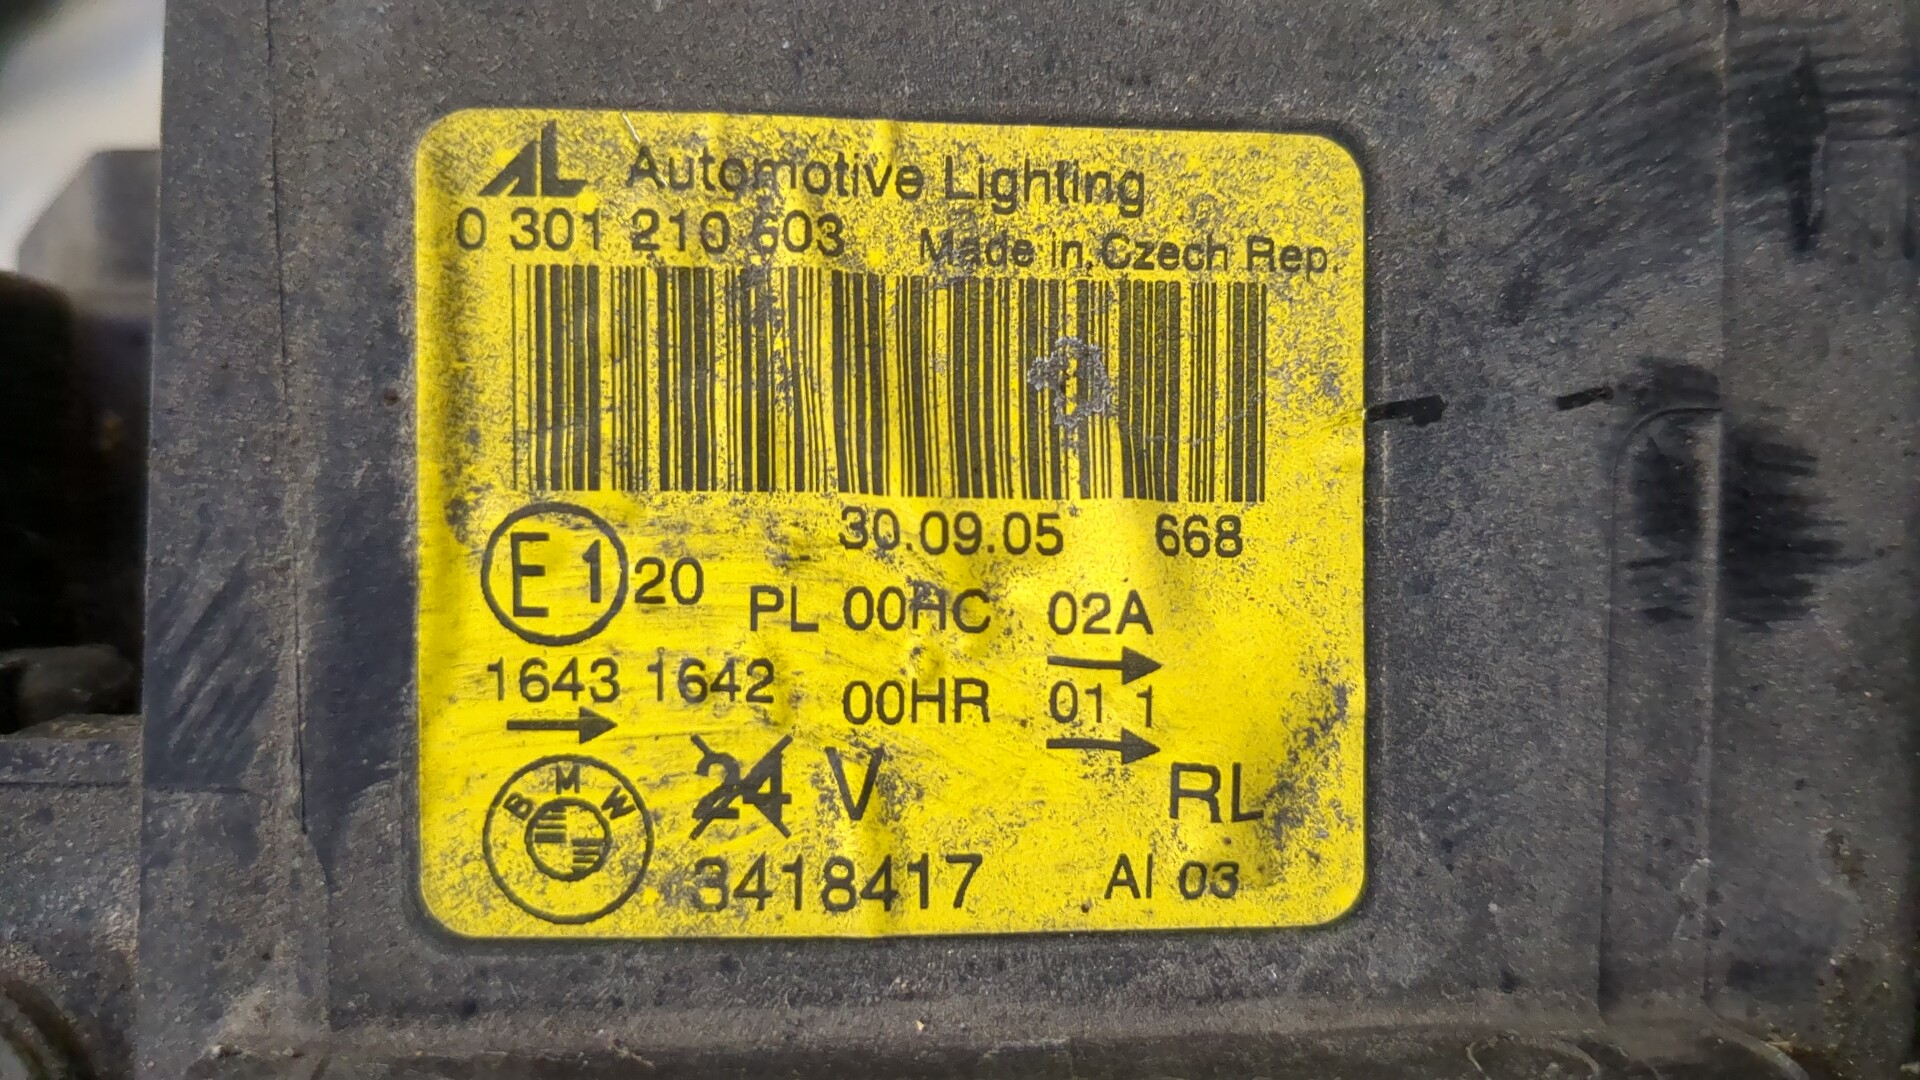 AL Automotive Lighting
0 301 210 603 Made in Czech Rep.
30.09.05 668
E1 20 PL 00HC 02A
1643 1642 00HR 01 1
24 V RL
BMW 3418417 Al 03